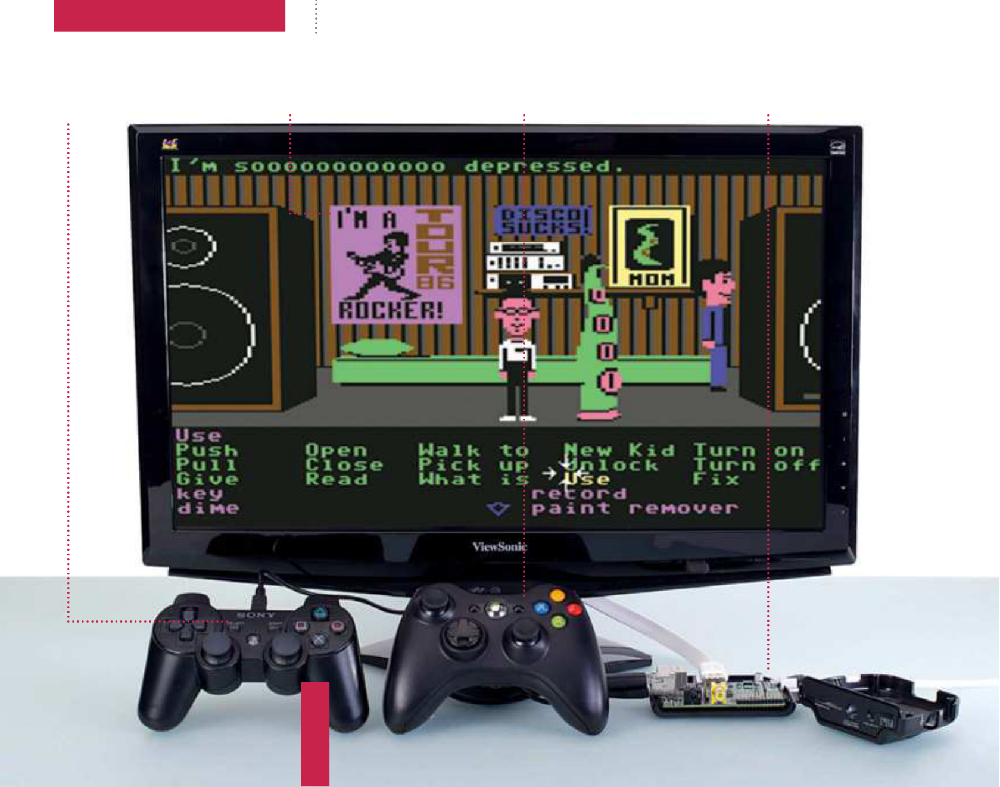 I'm sooooooooooooo depressed.
I'M A
TOUR
86
ROCKER!
DISCO!
SUCKS!
MOM
Use
Push Open Walk to New Kid Turn on
Pull Close Pick up Unlock Turn off
Give Read What is Use Fix
key record
dime paint remover
ViewSonic
SONY